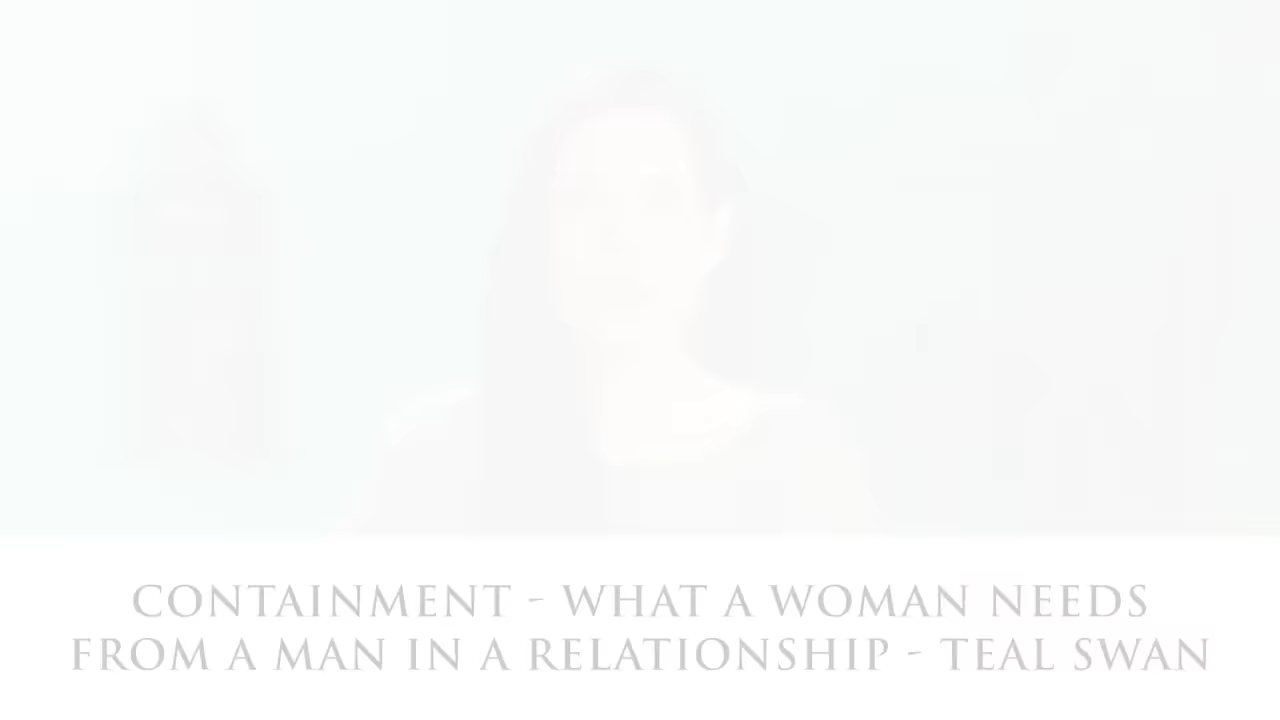 CONTAINMENT - WHAT A WOMAN NEEDS
FROM A MAN IN A RELATIONSHIP - TEAL SWAN